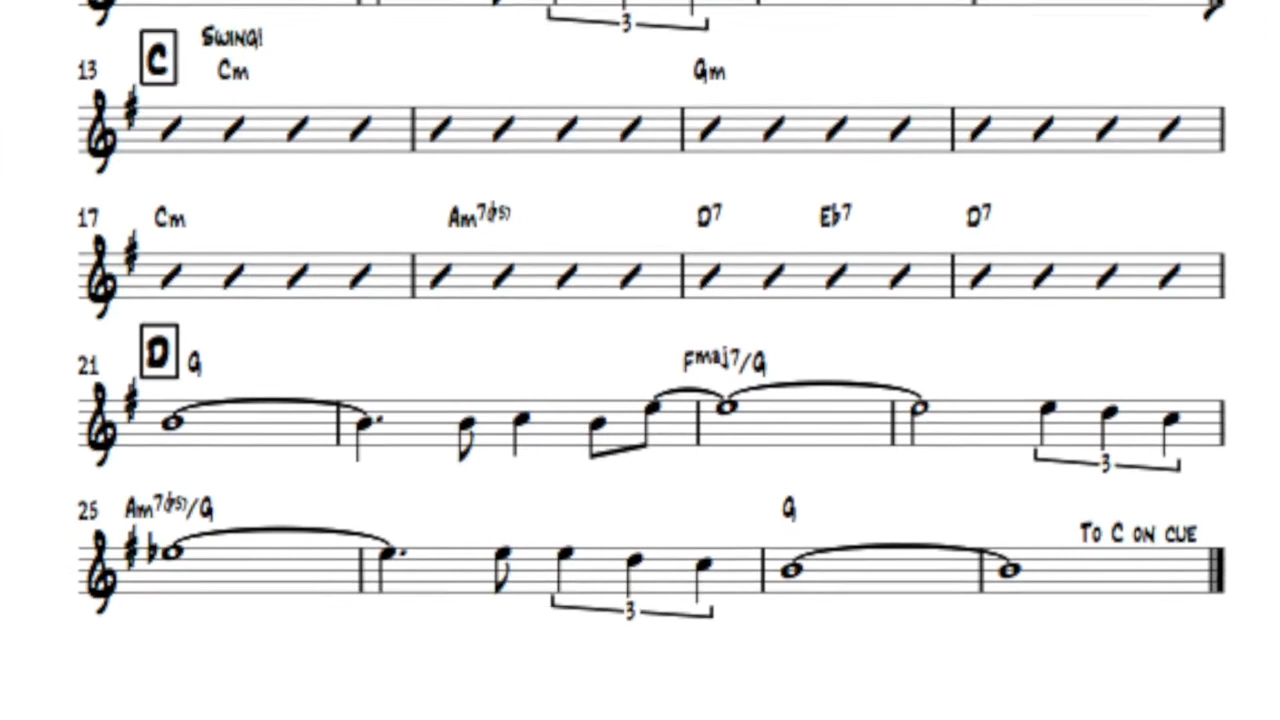 3
C Swing!
13 Cm Gm
17 Cm Am7(b5) D7 Eb7 D7
D
21 G Fmaj7/G
3
25 Am7(b5)/G G
To C on cue
3